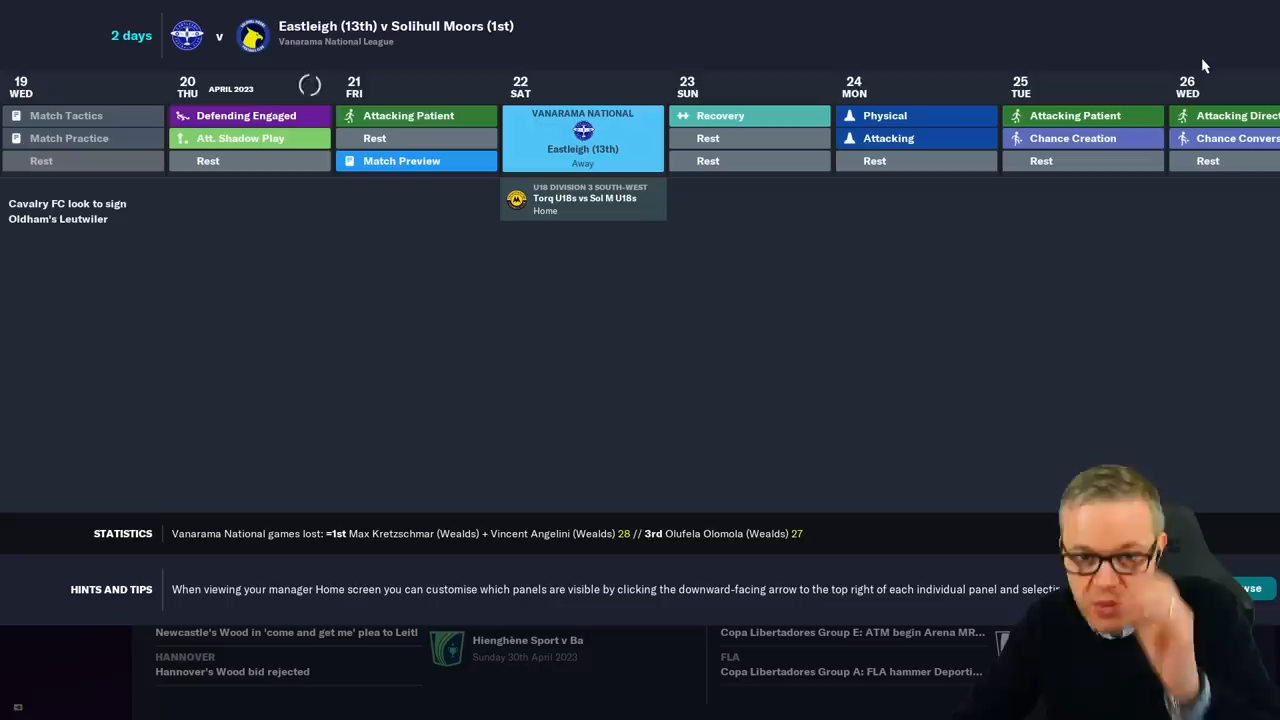 2 days
v
Eastleigh (13th) v Solihull Moors (1st)
Vanarama National League
19 WED
20 THU APRIL 2023
21 FRI
22 SAT
23 SUN
24 MON
25 TUE
26 WED
Match Tactics
Defending Engaged
Attacking Patient
VANARAMA NATIONAL
Recovery
Physical
Attacking Patient
Attacking Direct
Match Practice
Att. Shadow Play
Rest
Eastleigh (13th)
Rest
Attacking
Chance Creation
Chance Convers
Rest
Rest
Match Preview
Away
Rest
Rest
Rest
Rest
U18 DIVISION 3 SOUTH-WEST
Torq U18s vs Sol M U18s
Home
Cavalry FC look to sign
Oldham's Leutwiler
STATISTICS
Vanarama National games lost: =1st Max Kretzschmar (Wealds) + Vincent Angelini (Wealds) 28 // 3rd Olufela Olomola (Wealds) 27
HINTS AND TIPS
When viewing your manager Home screen you can customise which panels are visible by clicking the downward-facing arrow to the top right of each individual panel and selectin
wse
Newcastle's Wood in 'come and get me' plea to Leitl
HANNOVER
Hannover's Wood bid rejected
Hienghène Sport v Ba
Sunday 30th April 2023
Copa Libertadores Group E: ATM begin Arena MR...
FLA
Copa Libertadores Group A: FLA hammer Deporti...